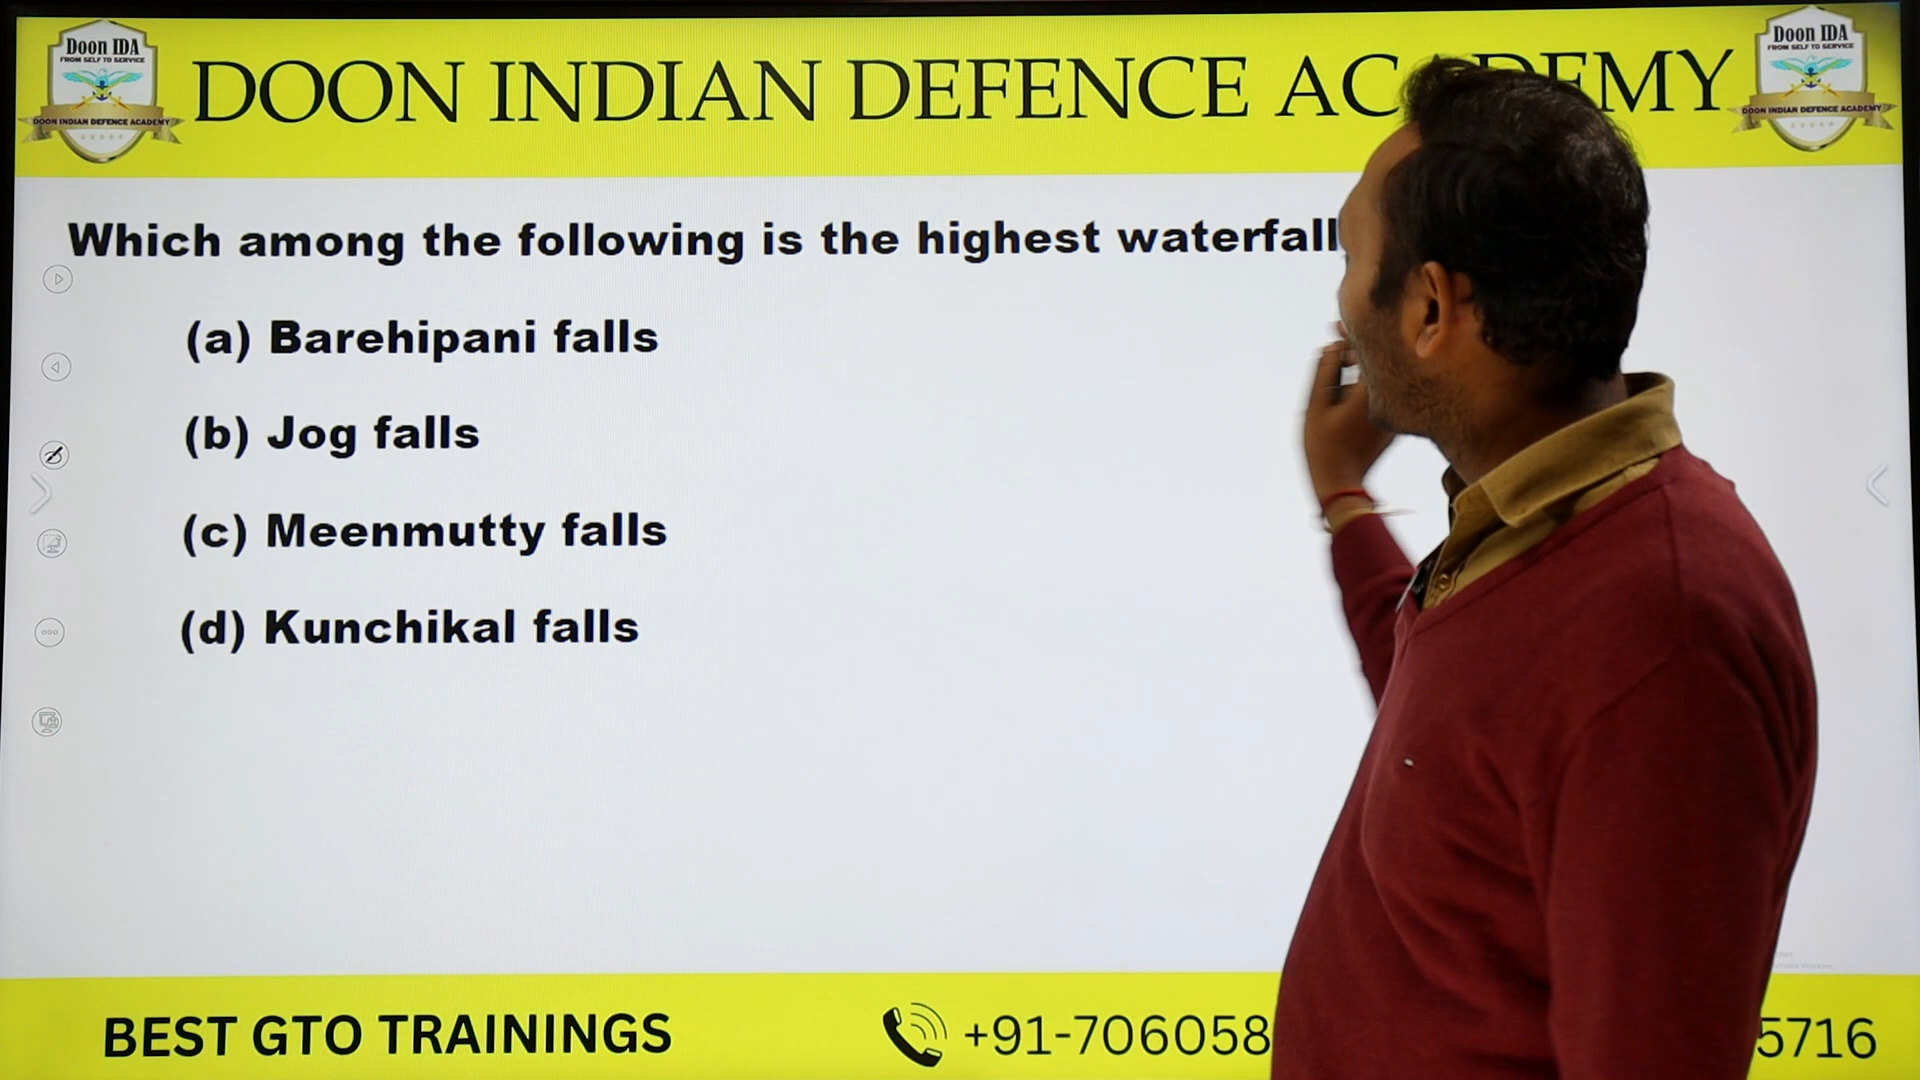 Doon IDA
FROM SELF TO SERVICE
DOON INDIAN DEFENCE ACADEMY
DOON INDIAN DEFENCE AC DEMY
Doon IDA
FROM SELF TO SERVICE
DOON INDIAN DEFENCE ACADEMY
Which among the following is the highest waterfall
(a) Barehipani falls
(b) Jog falls
(c) Meenmutty falls
(d) Kunchikal falls
BEST GTO TRAININGS
+91-706058
5716